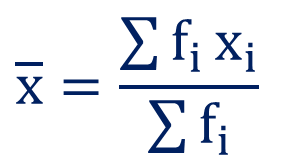 x̅ = ∑ fᵢ xᵢ / ∑ fᵢ